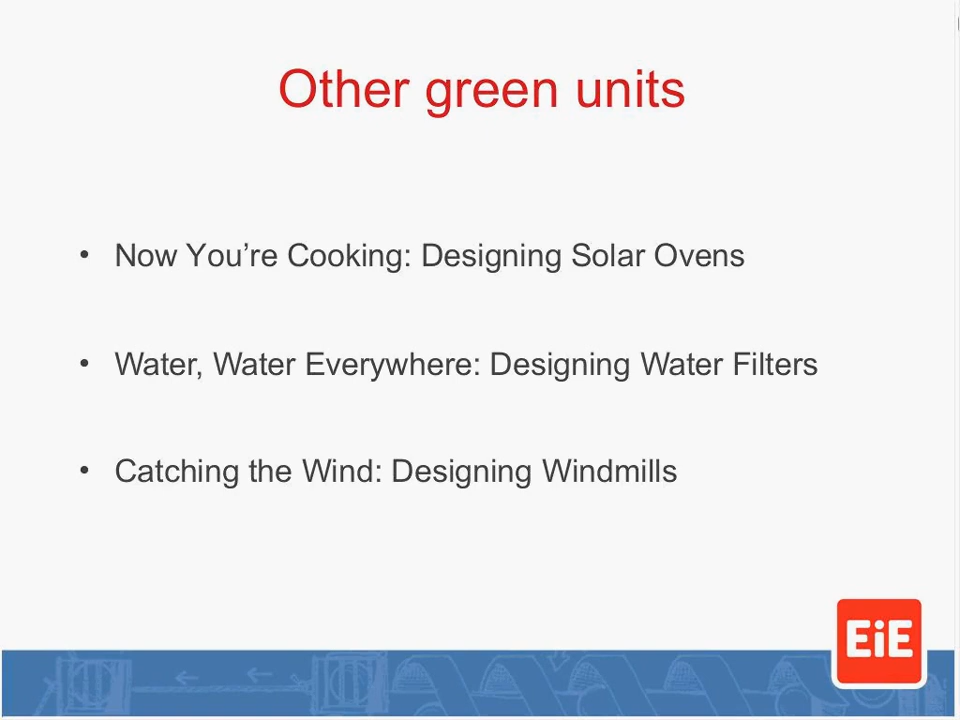 Other green units
• Now You’re Cooking: Designing Solar Ovens
• Water, Water Everywhere: Designing Water Filters
• Catching the Wind: Designing Windmills
EiE